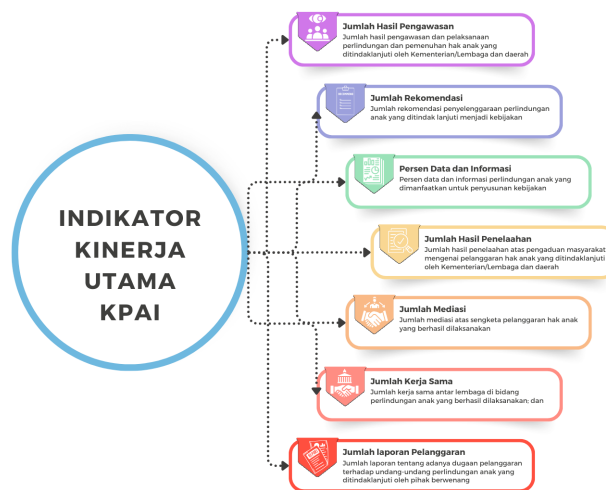 INDIKATOR
KINERJA
UTAMA
KPAI
Jumlah Hasil Pengawasan
Jumlah hasil pengawasan dan pelaksanaan
perlindungan dan pemenuhan hak anak yang
ditindaklanjuti oleh Kementerian/Lembaga dan daerah
Jumlah Rekomendasi
Jumlah rekomendasi penyelenggaraan perlindungan
anak yang ditindak lanjuti menjadi kebijakan
Persen Data dan Informasi
Persen data dan informasi perlindungan anak yang
dimanfaatkan untuk penyusunan kebijakan
Jumlah Hasil Penelaahan
Jumlah hasil penelaahan atas pengaduan masyarakat
mengenai pelanggaran hak anak yang ditindaklanjuti
oleh Kementerian/Lembaga dan daerah
Jumlah Mediasi
Jumlah mediasi atas sengketa pelanggaran hak anak
yang berhasil dilaksanakan
Jumlah Kerja Sama
Jumlah kerja sama antar lembaga di bidang
perlindungan anak yang berhasil dilaksanakan; dan
Jumlah laporan Pelanggaran
Jumlah laporan tentang adanya dugaan pelanggaran
terhadap undang-undang perlindungan anak yang
ditindaklanjuti oleh pihak berwenang